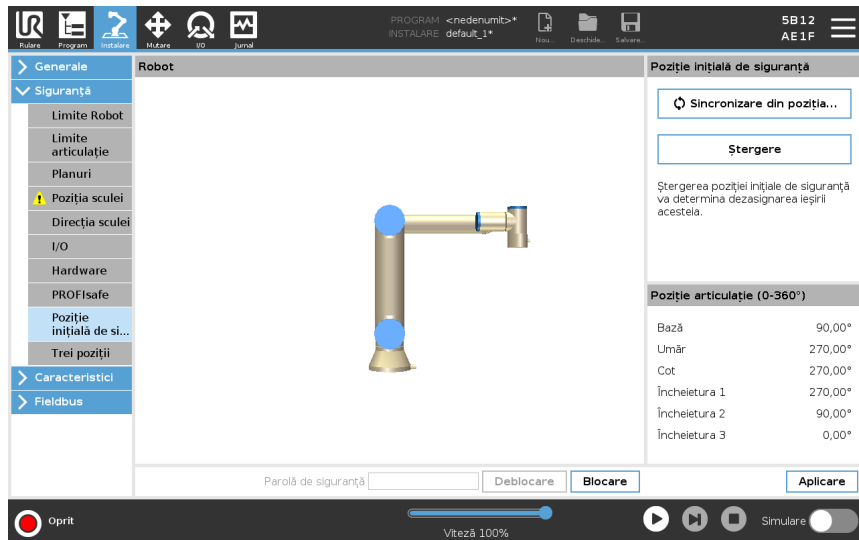 PROGRAM <nedenumit>*
INSTALARE default_1*
5B12
AE1F
Rulare Program Instalare Mutare I/O Jurnal Nou... Deschide... Salvare...
Generale
Siguranță
Limite Robot
Limite
articulație
Planuri
Poziția sculei
Direcția sculei
I/O
Hardware
PROFIsafe
Poziție
inițială de si...
Trei poziții
Caracteristici
Fieldbus
Robot
Poziție inițială de siguranță
Sincronizare din poziția...
Ștergere
Ștergerea poziției inițiale de siguranță
va determina dezasignarea ieșirii
acesteia.
Poziție articulație (0-360°)
Bază 90,00°
Umăr 270,00°
Cot 270,00°
Încheietura 1 270,00°
Încheietura 2 90,00°
Încheietura 3 0,00°
Parolă de siguranță Deblocare Blocare Aplicare
Oprit
Viteză 100%
Simulare